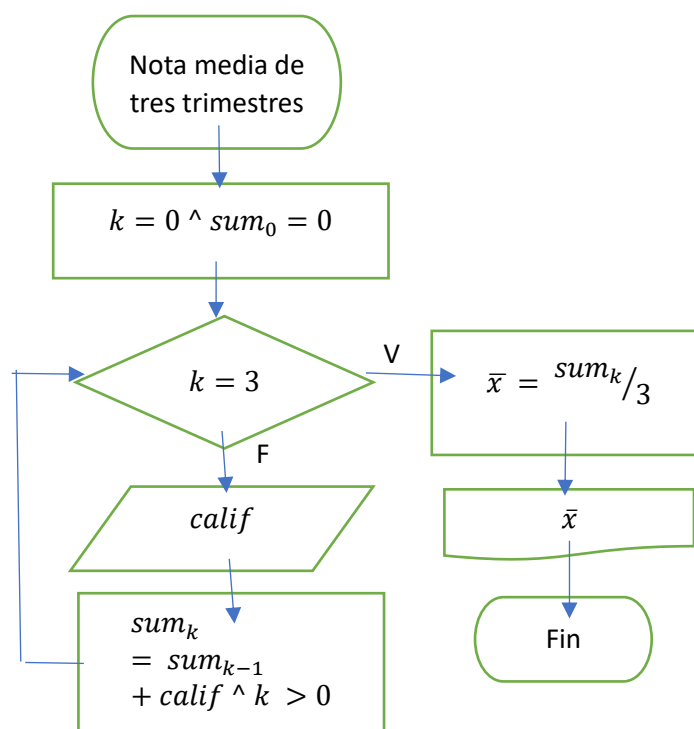 Nota media de
tres trimestres
k = 0 ^ sum₀ = 0
k = 3
V
x̄ = sumₖ/3
F
calif
x̄
sumₖ
= sumₖ₋₁
+ calif ^ k > 0
Fin